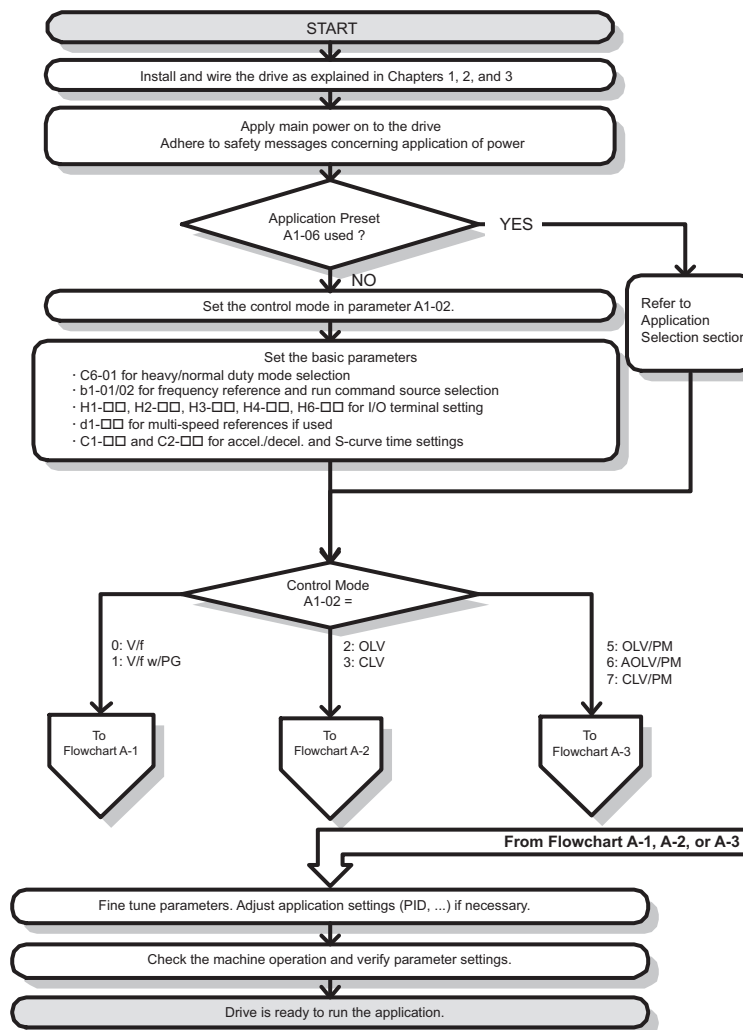 START
Install and wire the drive as explained in Chapters 1, 2, and 3
Apply main power on to the drive
Adhere to safety messages concerning application of power
Application Preset
A1-06 used ?
YES
NO
Set the control mode in parameter A1-02.
Refer to
Application
Selection section
Set the basic parameters
· C6-01 for heavy/normal duty mode selection
· b1-01/02 for frequency reference and run command source selection
· H1-□□, H2-□□, H3-□□, H4-□□, H6-□□ for I/O terminal setting
· d1-□□ for multi-speed references if used
· C1-□□ and C2-□□ for accel./decel. and S-curve time settings
Control Mode
A1-02 =
0: V/f
1: V/f w/PG
2: OLV
3: CLV
5: OLV/PM
6: AOLV/PM
7: CLV/PM
To
Flowchart A-1
To
Flowchart A-2
To
Flowchart A-3
From Flowchart A-1, A-2, or A-3
Fine tune parameters. Adjust application settings (PID, ...) if necessary.
Check the machine operation and verify parameter settings.
Drive is ready to run the application.